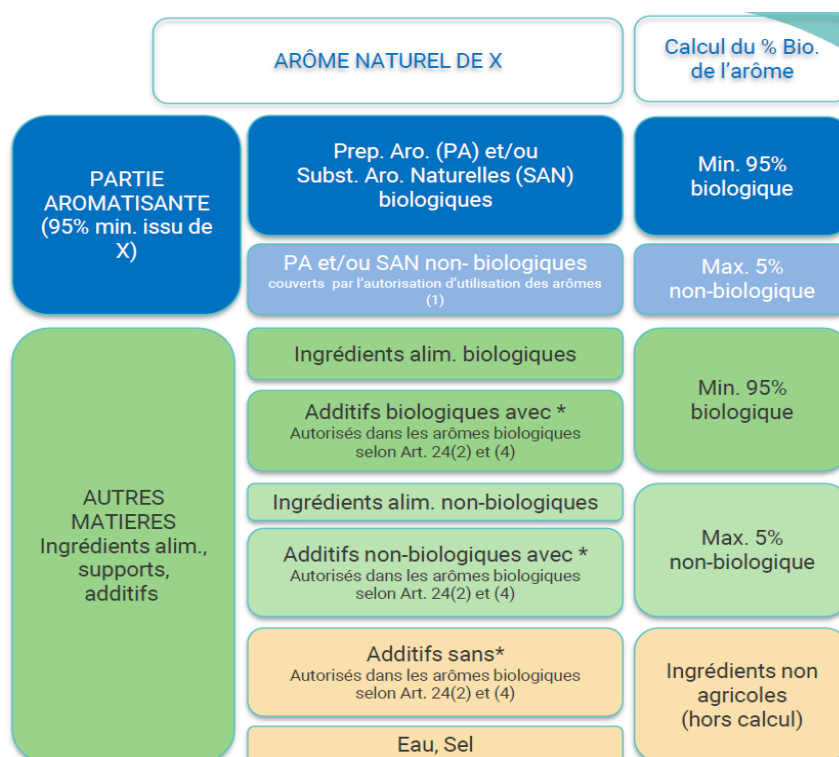 ARÔME NATUREL DE X
Calcul du % Bio.
de l'arôme
PARTIE
AROMATISANTE
(95% min. issu de
X)
Prep. Aro. (PA) et/ou
Subst. Aro. Naturelles (SAN)
biologiques
Min. 95%
biologique
PA et/ou SAN non- biologiques
couverts par l'autorisation d'utilisation des arômes
(1)
Max. 5%
non-biologique
AUTRES
MATIERES
Ingrédients alim.,
supports,
additifs
Ingrédients alim. biologiques
Additifs biologiques avec *
Autorisés dans les arômes biologiques
selon Art. 24(2) et (4)
Min. 95%
biologique
Ingrédients alim. non-biologiques
Additifs non-biologiques avec *
Autorisés dans les arômes biologiques
selon Art. 24(2) et (4)
Max. 5%
non-biologique
Additifs sans*
Autorisés dans les arômes biologiques
selon Art. 24(2) et (4)
Eau, Sel
Ingrédients non
agricoles
(hors calcul)